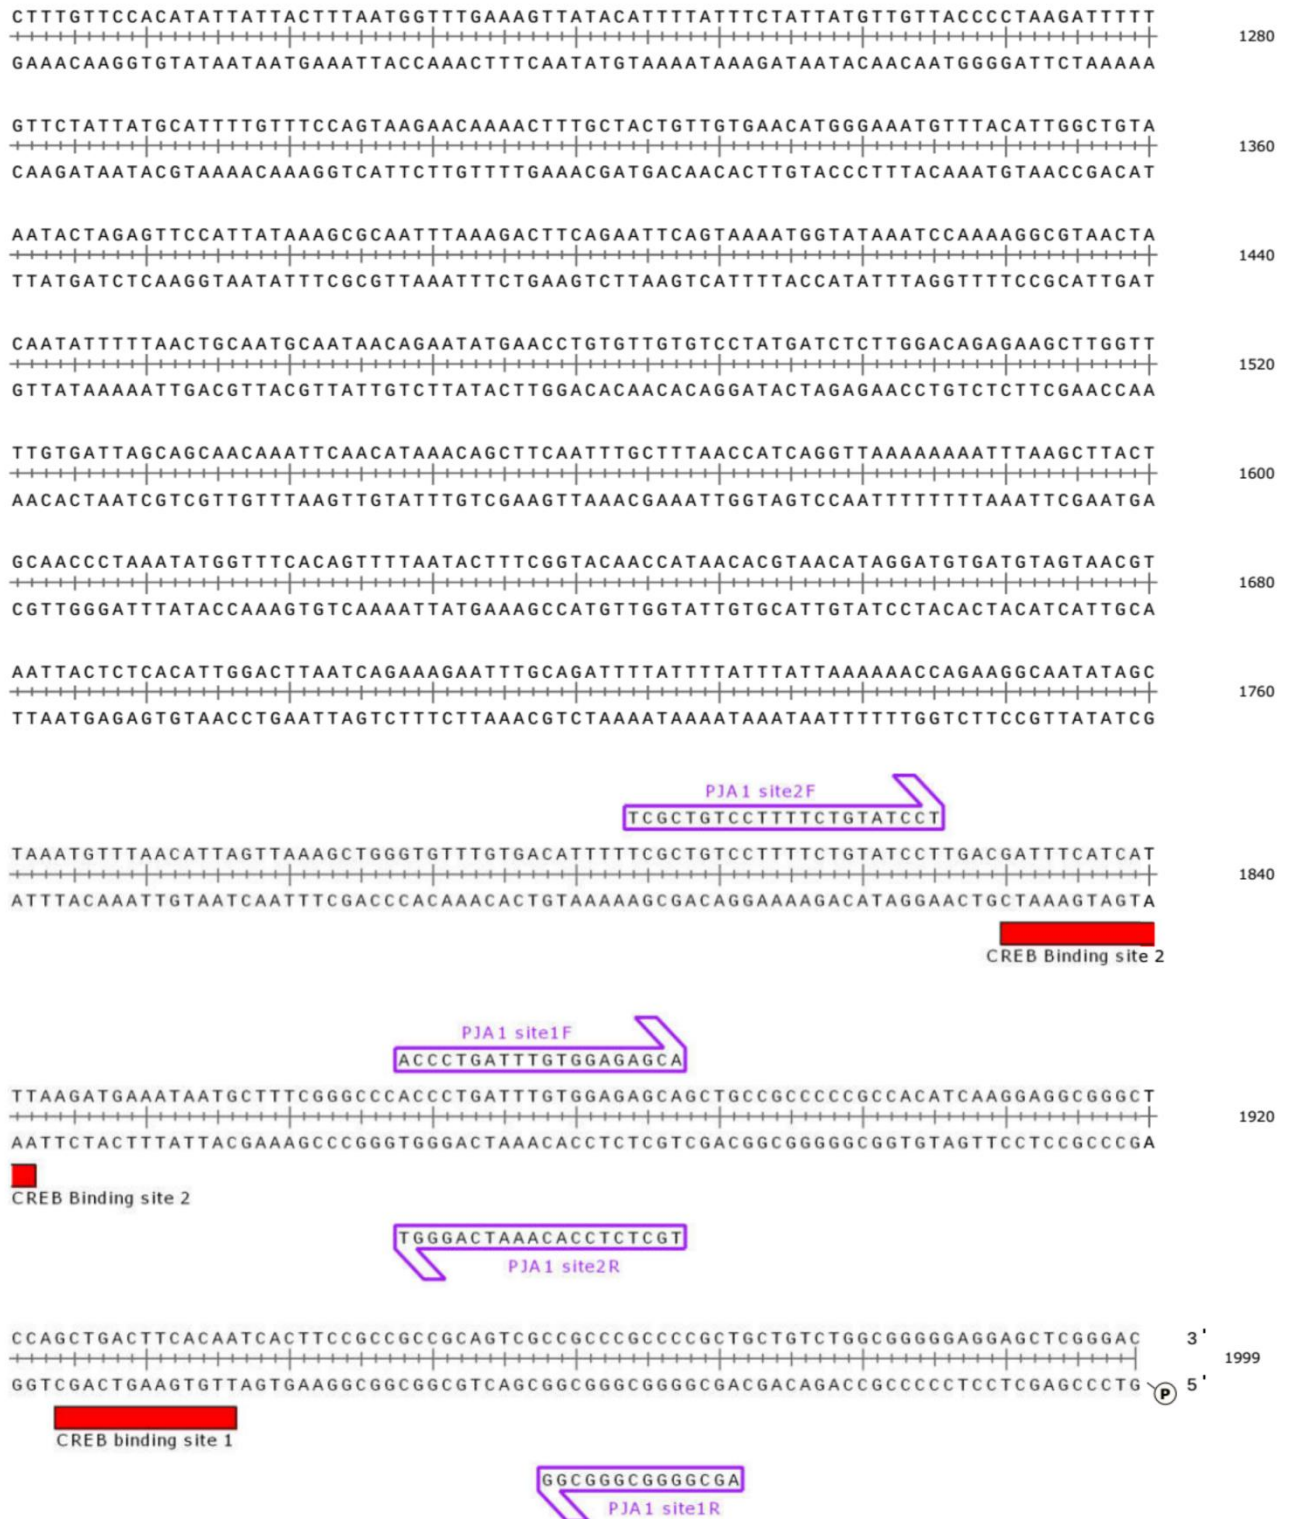 CTTTGTTCCACATATTATTACTTTAATGGTTTGAAAGTTATACATTTTATTTCTATTATGTTGTTACCCCTAAGATTTTT
1280
GAAACAAGGTGTATAATAATGAAATTACCAAACTTTCAATATGTAAAATAAAGATAATACAACAATGGGGATTCTAAAAA
GTTCTATTATGCATTTTGTTTCCAGTAAGAACAAAACTTTGCTACTGTTGTGAACATGGGAAATGTTTACATTGGCTGTA
1360
CAAGATAATACGTAAAACAAAGGTCATTCTTGTTTTGAAACGATGACAACACTTGTACCCTTTACAAATGTAACCGACAT
AATACTAGAGTTCCATTATAAAGCGCAATTTAAAGACTTCAGAATTCAGTAAAATGGTATAAATCCAAAAGGCGTAACTA
1440
TTATGATCTCAAGGTAATATTTCGCGTTAAATTTCTGAAGTCTTAAGTCATTTTACCATATTTAGGTTTTCCGCATTGAT
CAATATTTTTAACTGCAATGCAATAACAGAATATGAACCTGTGTTGTGTCCTATGATCTCTTGGACAGAGAAGCTTGGTT
1520
GTTATAAAAATTGACGTTACGTTATTGTCTTATACTTGGACACAACACAGGATACTAGAGAACCTGTCTCTTCGAACCAA
TTGTGATTAGCAGCAACAAATTCAACATAAACAGCTTCAATTTGCTTTAACCATCAGGTTAAAAAAAATTTAAGCTTACT
1600
AACACTAATCGTCGTTGTTTAAGTTGTATTTGTCGAAGTTAAACGAAATTGGTAGTCCAATTTTTTTTAAATTCGAATGA
GCAACCCTAAATATGGTTTCACAGTTTTAATACTTTCGGTACAACCATAACACGTAACATAGGATGTGATGTAGTAACGT
1680
CGTTGGGATTTATACCAAAGTGTCAAAATTATGAAAGCCATGTTGGTATTGTGCATTGTATCCTACACTACATCATTGCA
AATTACTCTCACATTGGACTTAATCAGAAAGAATTTGCAGATTTTATTTTATTTATTAAAAAACCAGAAGGCAATATAGC
1760
TTAATGAGAGTGTAACCTGAATTAGTCTTTCTTAAACGTCTAAAATAAAATAAATAATTTTTTGGTCTTCCGTTATATCG
PJA1 site2F
TCGCTGTCCTTTTCTGTATCCT
TAAATGTTTAACATTAGTTAAAGCTGGGTGTTTGTGACATTTTTCGCTGTCCTTTTCTGTATCCTTGACGATTTCATCAT
1840
ATTTACAAATTGTAATCAATTTCGACCCACAAACACTGTAAAAAGCGACAGGAAAAGACATAGGAACTGCTAAAGTAGTA
CREB Binding site 2
PJA1 site1F
ACCCTGATTTGTGGAGAGCA
TTAAGATGAAATAATGCTTTCGGGCCCACCCTGATTTGTGGAGAGCAGCTGCCGCCCCCGCCACATCAAGGAGGCGGGCT
1920
AATTCTACTTTATTACGAAAGCCCGGGTGGGACTAAACACCTCTCGTCGACGGCGGGGGCGGTGTAGTTCCTCCGCCCGA
CREB Binding site 2
TGGGACTAAACACCTCTCGT
PJA1 site2R
CCAGCTGACTTCACAATCACTTCCGCCGCCGCAGTCGCCGCCCGCCCCGCTGCTGTCTGGCGGGGGAGGAGCTCGGGAC 3'
1999
GGTCGACTGAAGTGTTAGTGAAGGCGGCGGCGTCAGCGGCGGGCGGGGCGACGACAGACCGCCCCCTCCTCGAGCCCTG P 5'
CREB binding site 1
GGCGGGCGGGGCGA
PJA1 site1R